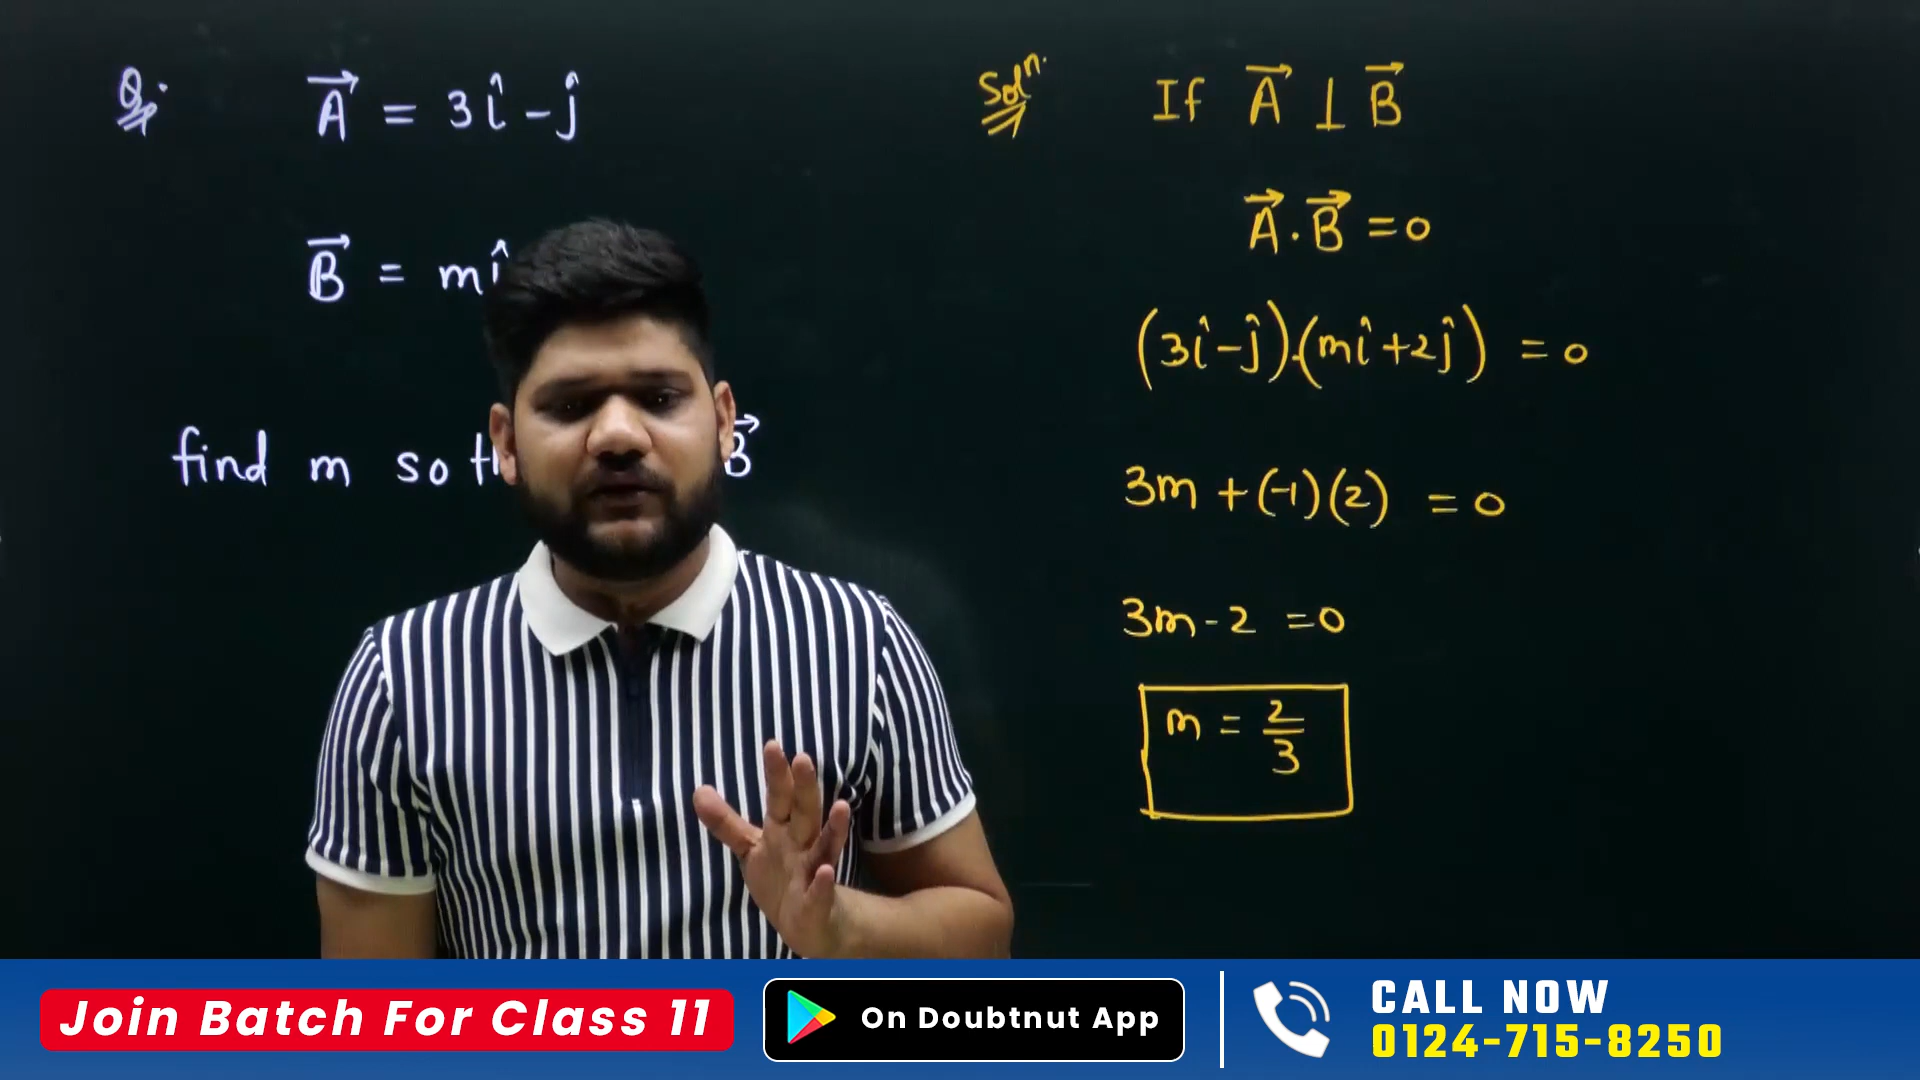 Q.
A⃗ = 3î - ĵ
B⃗ = mî
find m so B⃗
Solⁿ.
If A⃗ ⊥ B⃗
A⃗ . B⃗ = 0
(3î - ĵ).(mî + 2ĵ) = 0
3m + (-1)(2) = 0
3m - 2 = 0
m = 2/3
Join Batch For Class 11
On Doubtnut App
CALL NOW
0124-715-8250